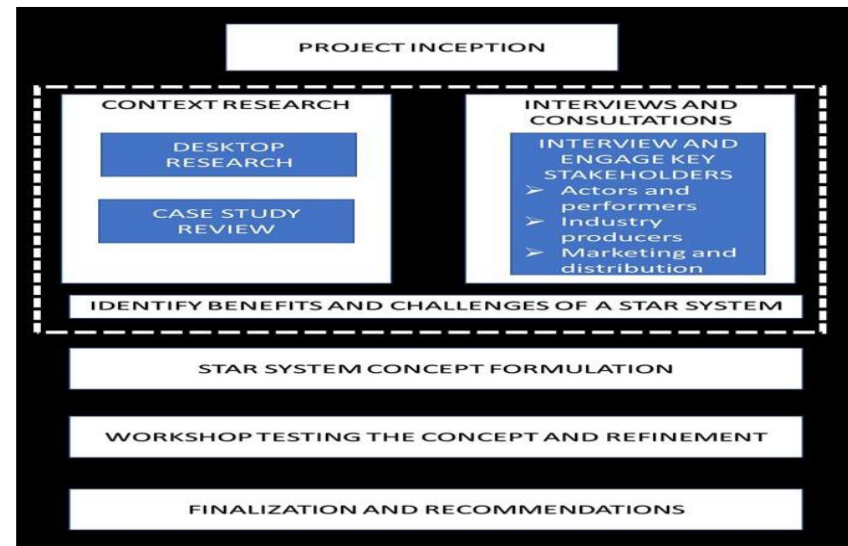 PROJECT INCEPTION
CONTEXT RESEARCH
DESKTOP
RESEARCH
CASE STUDY
REVIEW
INTERVIEWS AND
CONSULTATIONS
INTERVIEW AND
ENGAGE KEY
STAKEHOLDERS
➢ Actors and
performers
➢ Industry
producers
➢ Marketing and
distribution
IDENTIFY BENEFITS AND CHALLENGES OF A STAR SYSTEM
STAR SYSTEM CONCEPT FORMULATION
WORKSHOP TESTING THE CONCEPT AND REFINEMENT
FINALIZATION AND RECOMMENDATIONS